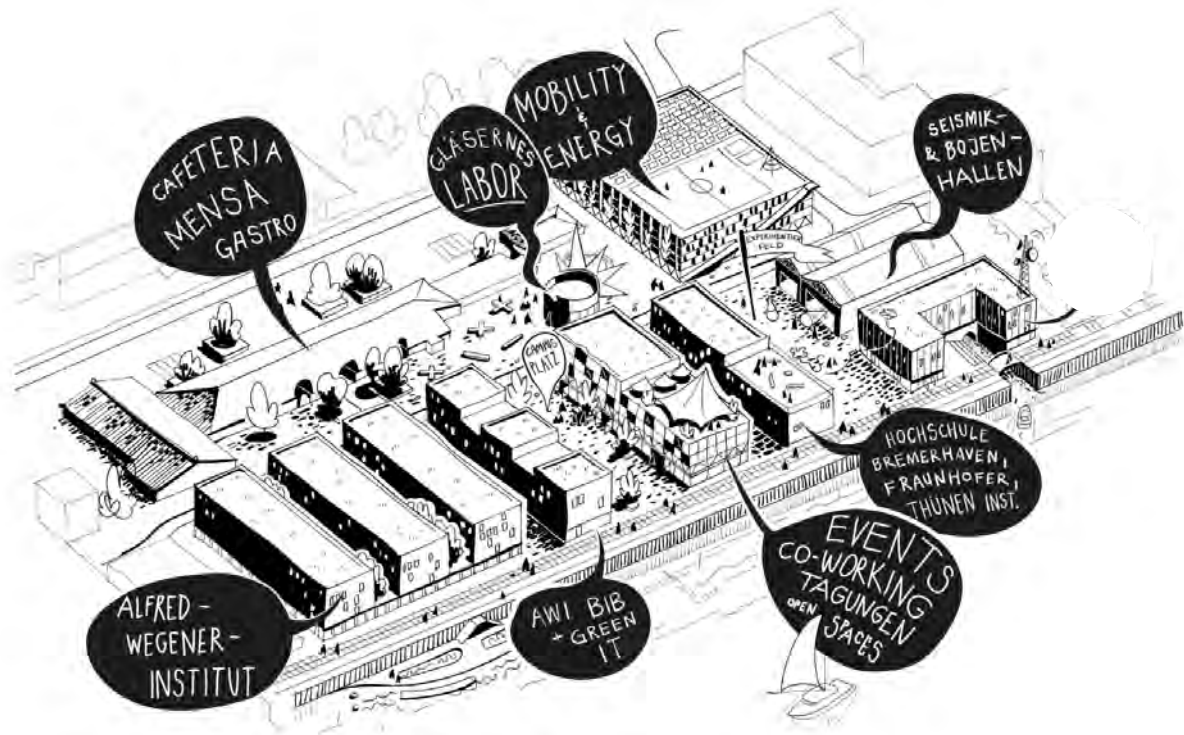 MOBILITY
&
ENERGY
GLÄSERNES
LABOR
CAFETERIA
MENSA
GASTRO
SEISMIK-
& BOJEN-
HALLEN
EXPERIMENTIER
FELD
CAMPUS
PLATZ
HOCHSCHULE
BREMERHAVEN,
FRAUNHOFER,
THÜNEN INST.
EVENTS
CO-WORKING
TAGUNGEN
OPEN SPACES
AWI BIB
+ GREEN
IT
ALFRED-
WEGENER-
INSTITUT